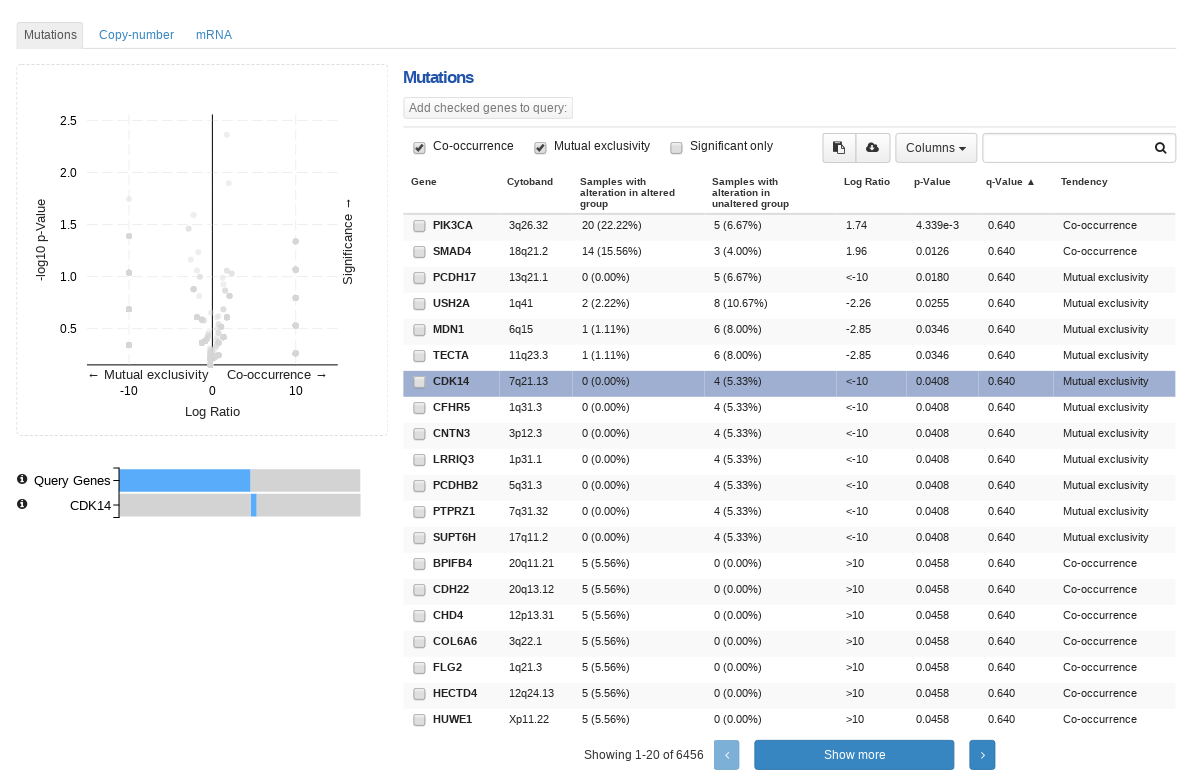 Mutations Copy-number mRNA
2.5
2.0
1.5
1.0
0.5
-log10 p-Value
Significance →
← Mutual exclusivity Co-occurrence →
-10 0 10
Log Ratio
Query Genes
CDK14
Mutations
Add checked genes to query:
Co-occurrence Mutual exclusivity Significant only Columns
Gene Cytoband Samples with alteration in altered group Samples with alteration in unaltered group Log Ratio p-Value q-Value ▲ Tendency
PIK3CA 3q26.32 20 (22.22%) 5 (6.67%) 1.74 4.339e-3 0.640 Co-occurrence
SMAD4 18q21.2 14 (15.56%) 3 (4.00%) 1.96 0.0126 0.640 Co-occurrence
PCDH17 13q21.1 0 (0.00%) 5 (6.67%) <-10 0.0180 0.640 Mutual exclusivity
USH2A 1q41 2 (2.22%) 8 (10.67%) -2.26 0.0255 0.640 Mutual exclusivity
MDN1 6q15 1 (1.11%) 6 (8.00%) -2.85 0.0346 0.640 Mutual exclusivity
TECTA 11q23.3 1 (1.11%) 6 (8.00%) -2.85 0.0346 0.640 Mutual exclusivity
CDK14 7q21.13 0 (0.00%) 4 (5.33%) <-10 0.0408 0.640 Mutual exclusivity
CFHR5 1q31.3 0 (0.00%) 4 (5.33%) <-10 0.0408 0.640 Mutual exclusivity
CNTN3 3p12.3 0 (0.00%) 4 (5.33%) <-10 0.0408 0.640 Mutual exclusivity
LRRIQ3 1p31.1 0 (0.00%) 4 (5.33%) <-10 0.0408 0.640 Mutual exclusivity
PCDHB2 5q31.3 0 (0.00%) 4 (5.33%) <-10 0.0408 0.640 Mutual exclusivity
PTPRZ1 7q31.32 0 (0.00%) 4 (5.33%) <-10 0.0408 0.640 Mutual exclusivity
SUPT6H 17q11.2 0 (0.00%) 4 (5.33%) <-10 0.0408 0.640 Mutual exclusivity
BPIFB4 20q11.21 5 (5.56%) 0 (0.00%) >10 0.0458 0.640 Co-occurrence
CDH22 20q13.12 5 (5.56%) 0 (0.00%) >10 0.0458 0.640 Co-occurrence
CHD4 12p13.31 5 (5.56%) 0 (0.00%) >10 0.0458 0.640 Co-occurrence
COL6A6 3q22.1 5 (5.56%) 0 (0.00%) >10 0.0458 0.640 Co-occurrence
FLG2 1q21.3 5 (5.56%) 0 (0.00%) >10 0.0458 0.640 Co-occurrence
HECTD4 12q24.13 5 (5.56%) 0 (0.00%) >10 0.0458 0.640 Co-occurrence
HUWE1 Xp11.22 5 (5.56%) 0 (0.00%) >10 0.0458 0.640 Co-occurrence
Showing 1-20 of 6456 ‹ Show more ›